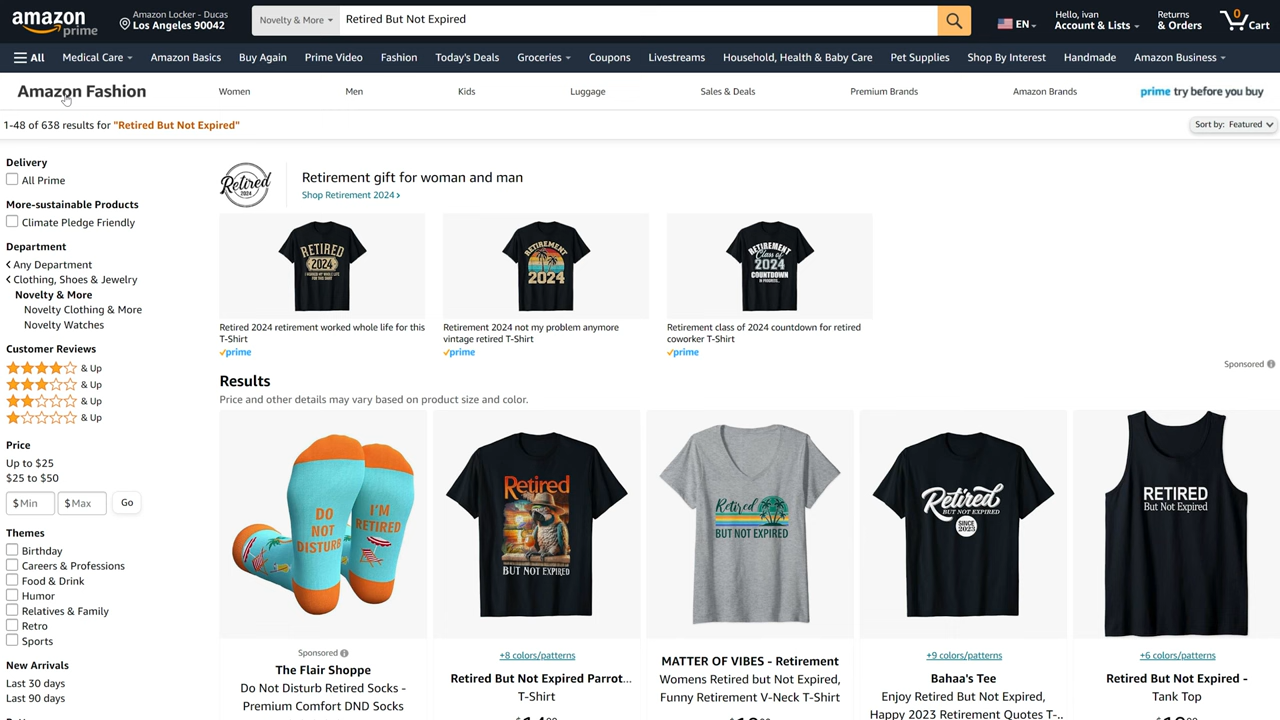 amazon prime
Amazon Locker - Ducas
Los Angeles 90042
Novelty & More
Retired But Not Expired
EN
Hello, ivan
Account & Lists
Returns
& Orders
0
Cart
All
Medical Care
Amazon Basics
Buy Again
Prime Video
Fashion
Today's Deals
Groceries
Coupons
Livestreams
Household, Health & Baby Care
Pet Supplies
Shop By Interest
Handmade
Amazon Business
Amazon Fashion
Women
Men
Kids
Luggage
Sales & Deals
Premium Brands
Amazon Brands
prime try before you buy
1-48 of 638 results for "Retired But Not Expired"
Sort by: Featured
Delivery
All Prime
More-sustainable Products
Climate Pledge Friendly
Department
Any Department
Clothing, Shoes & Jewelry
Novelty & More
Novelty Clothing & More
Novelty Watches
Customer Reviews
& Up
& Up
& Up
& Up
Price
Up to $25
$25 to $50
$ Min
$ Max
Go
Themes
Birthday
Careers & Professions
Food & Drink
Humor
Relatives & Family
Retro
Sports
New Arrivals
Last 30 days
Last 90 days
Retired
2024
Retirement gift for woman and man
Shop Retirement 2024 ›
RETIRED
2024
RETIREMENT
2024
RETIREMENT
Class of
2024
COUNTDOWN
Retired 2024 retirement worked whole life for this
T-Shirt
prime
Retirement 2024 not my problem anymore
vintage retired T-Shirt
prime
Retirement class of 2024 countdown for retired
coworker T-Shirt
prime
Sponsored
Results
Price and other details may vary based on product size and color.
DO
NOT
DISTURB
I'M
RETIRED
Retired
BUT NOT EXPIRED
Retired
BUT NOT EXPIRED
Retired
BUT NOT EXPIRED
SINCE
2023
RETIRED
But Not Expired
Sponsored
The Flair Shoppe
Do Not Disturb Retired Socks -
Premium Comfort DND Socks
+8 colors/patterns
Retired But Not Expired Parrot...
T-Shirt
MATTER OF VIBES - Retirement
Womens Retired but not Expired,
Funny Retirement V-Neck T-Shirt
+9 colors/patterns
Bahaa's Tee
Enjoy Retired But Not Expired,
Happy 2023 Retirement Quotes T-..
+6 colors/patterns
Retired But Not Expired -
Tank Top